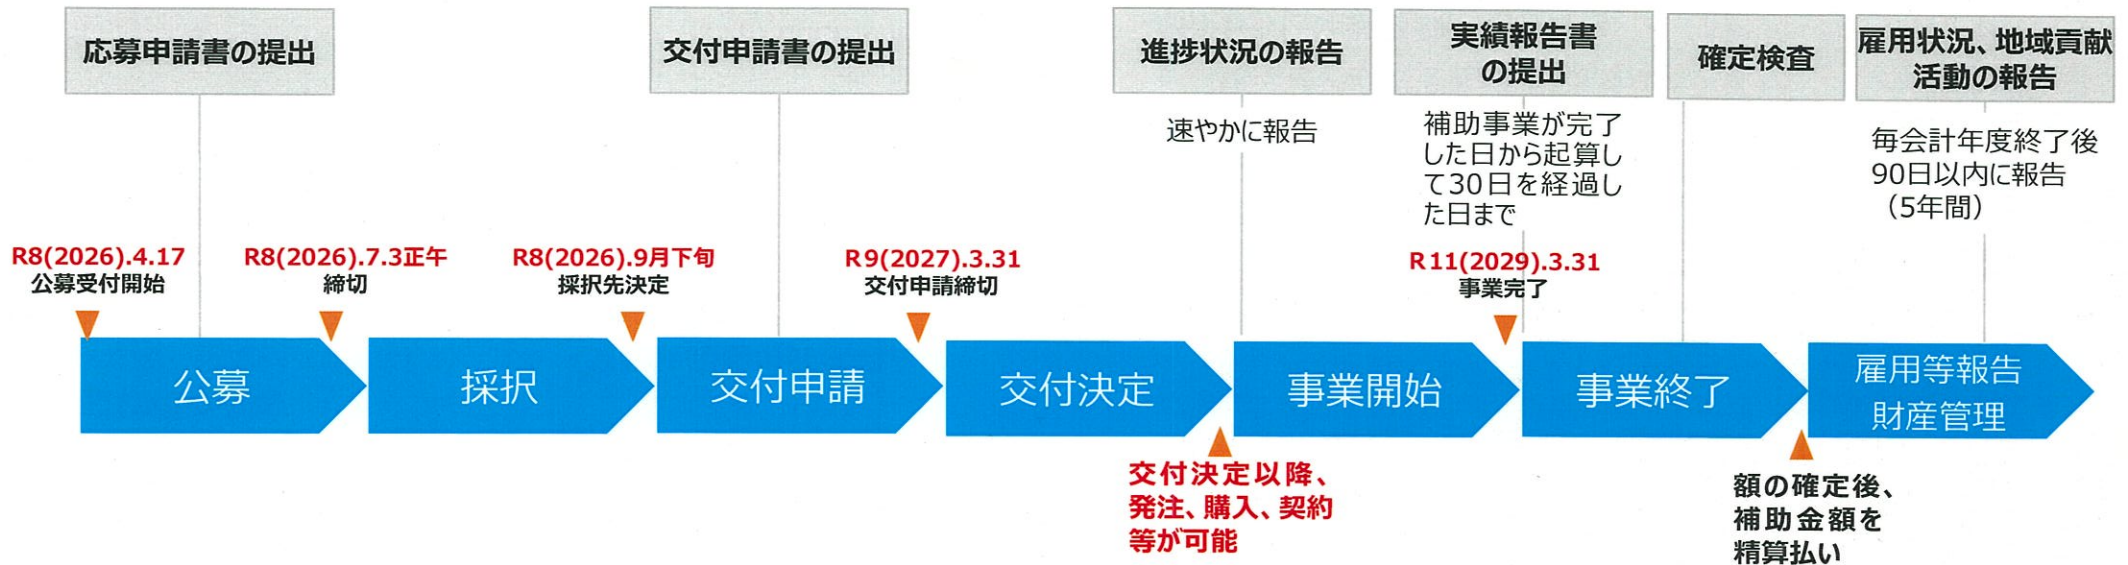 応募申請書の提出
交付申請書の提出
進捗状況の報告
実績報告書
の提出
確定検査
雇用状況、地域貢献
活動の報告
速やかに報告
補助事業が完了
した日から起算し
て30日を経過し
た日まで
毎会計年度終了後
90日以内に報告
（5年間）
R8(2026).4.17
公募受付開始
R8(2026).7.3正午
締切
R8(2026).9月下旬
採択先決定
R9(2027).3.31
交付申請締切
R11(2029).3.31
事業完了
公募
採択
交付申請
交付決定
事業開始
事業終了
雇用等報告
財産管理
交付決定以降、
発注、購入、契約
等が可能
額の確定後、
補助金額を
精算払い